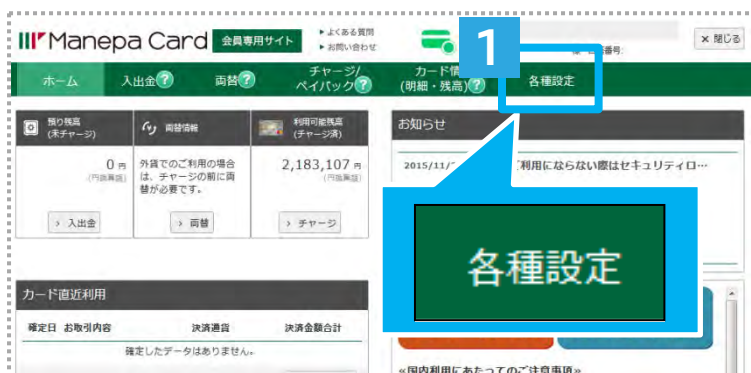 Manepa Card 会員専用サイト
よくある質問
お問い合わせ
1
番号:
× 閉じる
ホーム
入出金?
両替?
チャージ/
ペイバック?
カード情
(明細・残高)?
各種設定
預り残高
(未チャージ)
両替情報
利用可能残高
(チャージ済)
0 円
(円換算額)
外貨でのご利用の場合
は、チャージの前に両
替が必要です。
2,183,107 円
(円換算額)
> 入出金
> 両替
> チャージ
お知らせ
2015/11/
ご利用にならない際はセキュリティロ…
各種設定
カード直近利用
確定日 お取引内容 決済通貨 決済金額合計
確定したデータはありません。
«国内利用にあたってのご注意事項»